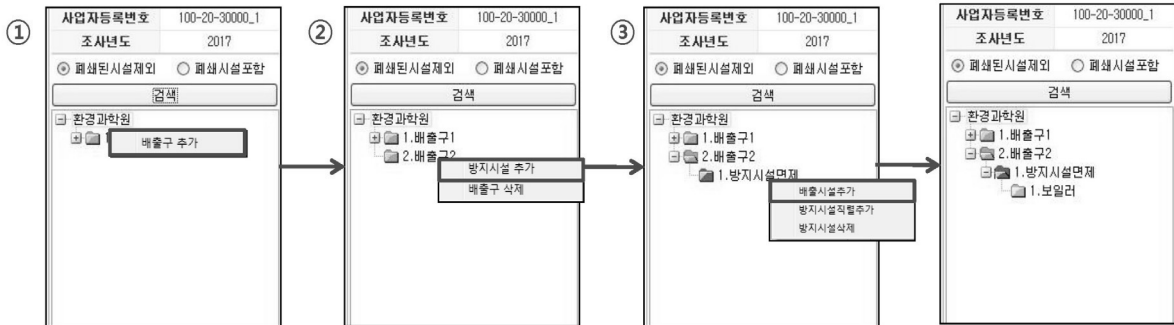 ①
사업자등록번호 100-20-30000_1
조사년도 2017
폐쇄된시설제외 폐쇄시설포함
검색
환경과학원
1
배출구 추가
②
사업자등록번호 100-20-30000_1
조사년도 2017
폐쇄된시설제외 폐쇄시설포함
검색
환경과학원
1.배출구1
2.배출구2
방지시설 추가
배출구 삭제
③
사업자등록번호 100-20-30000_1
조사년도 2017
폐쇄된시설제외 폐쇄시설포함
검색
환경과학원
1.배출구1
2.배출구2
1.방지시설면제
배출시설추가
방지시설직렬추가
방지시설삭제
사업자등록번호 100-20-30000_1
조사년도 2017
폐쇄된시설제외 폐쇄시설포함
검색
환경과학원
1.배출구1
2.배출구2
1.방지시설면제
1.보일러